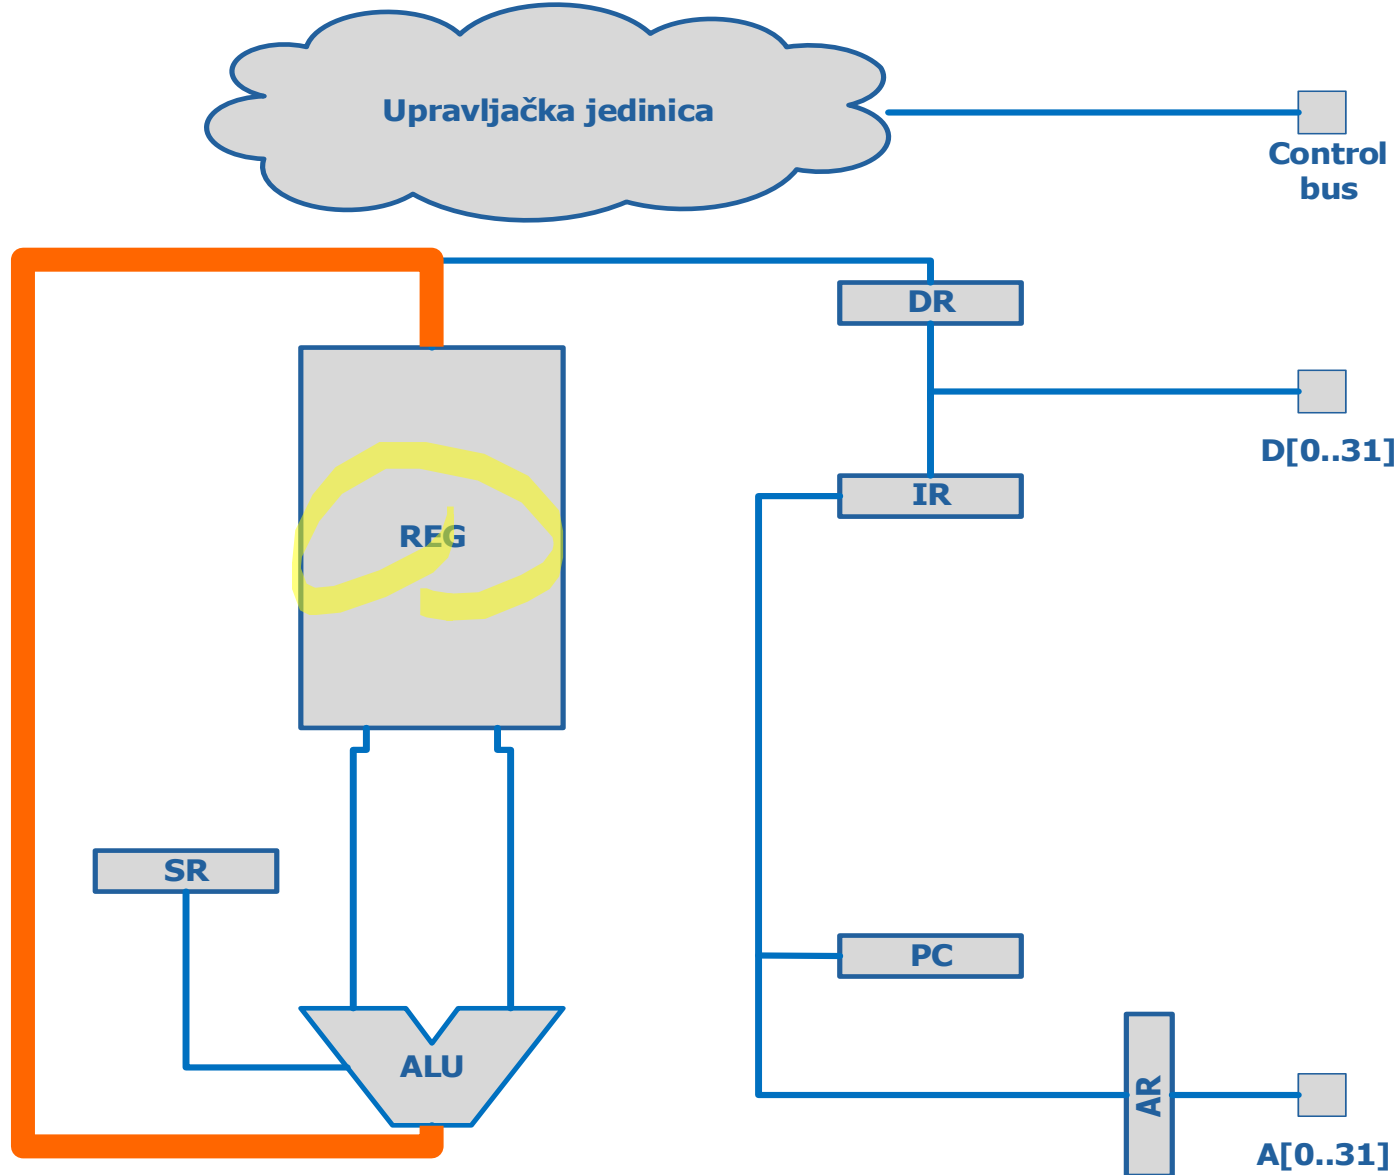 Upravljačka jedinica
Control
bus
DR
D[0..31]
IR
REG
SR
PC
ALU
AR
A[0..31]